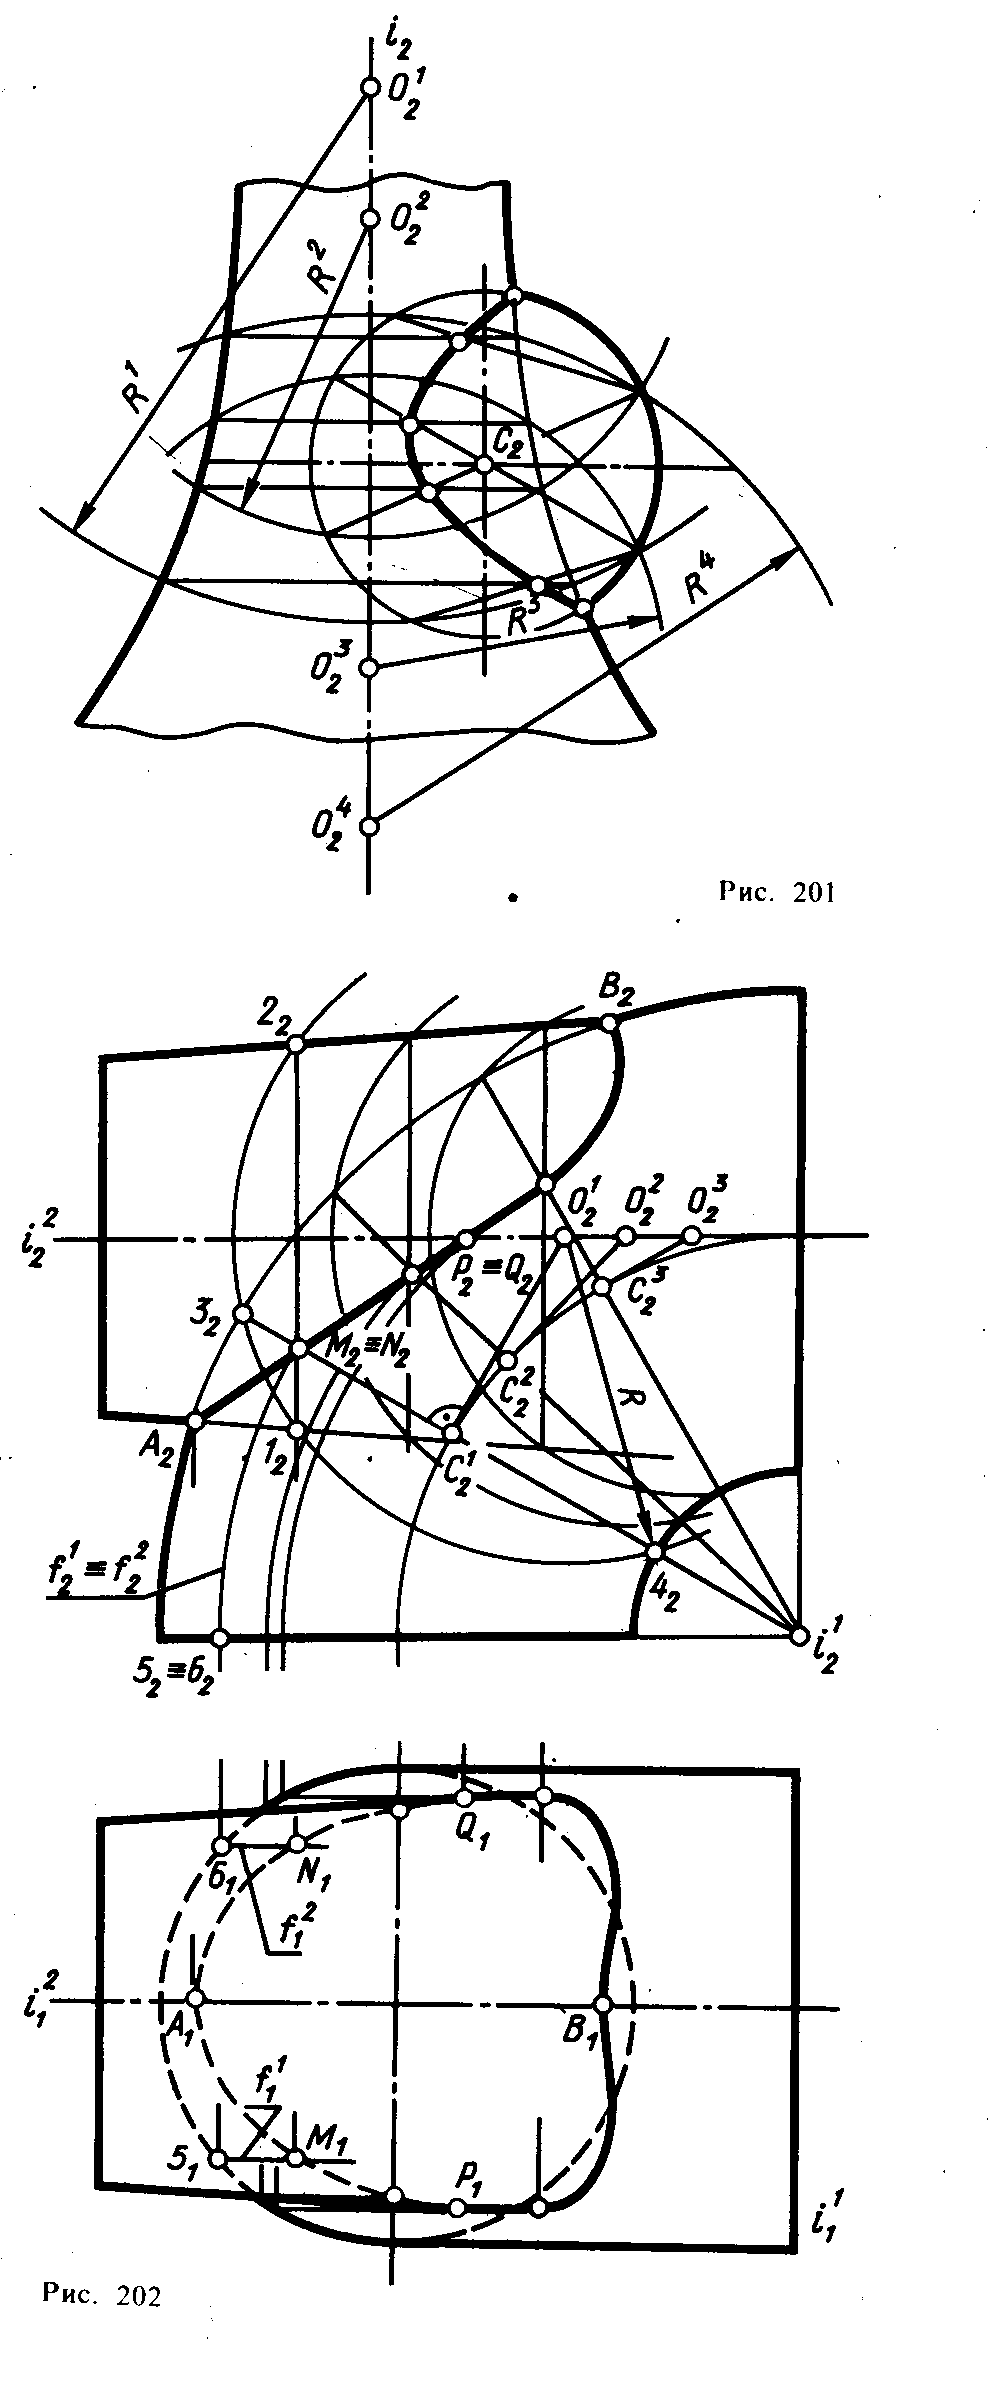 i₂
O₂¹
O₂²
R²
R¹
C₂
R³
R⁴
O₂³
O₂⁴
Рис. 201
B₂
2₂
O₂¹ O₂² O₂³
i₂²
P₂≡Q₂
C₂³
3₂
M₂≡N₂
C₂²
R
A₂
1₂
C₂¹
f₂¹≡f₂²
4₂
5₂≡6₂
i₂¹
Q₁
6₁
N₁
f₁²
i₁²
A₁
B₁
f₁¹
5₁
M₁
P₁
i₁¹
Рис. 202